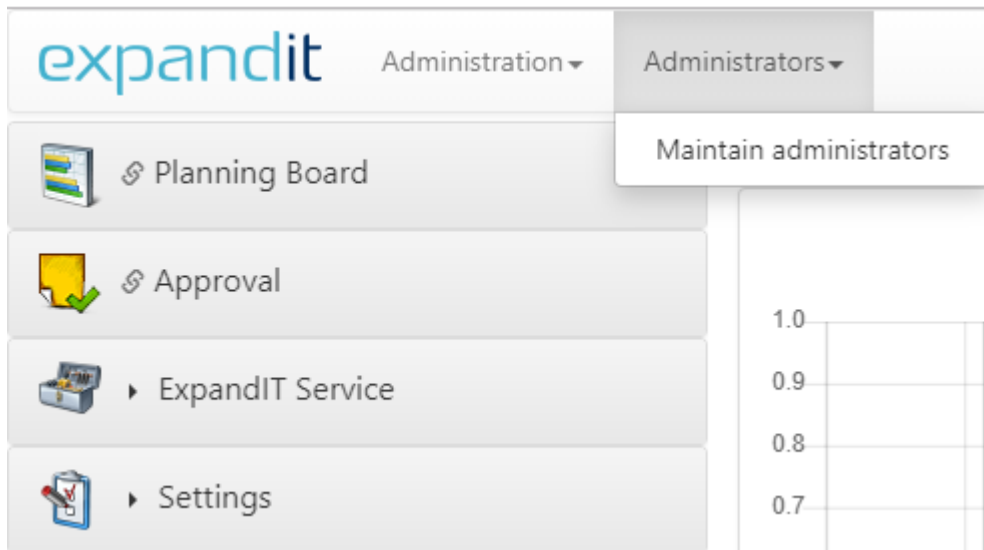 expandit Administration Administrators
Maintain administrators
Planning Board
Approval
ExpandIT Service
Settings
1.0
0.9
0.8
0.7